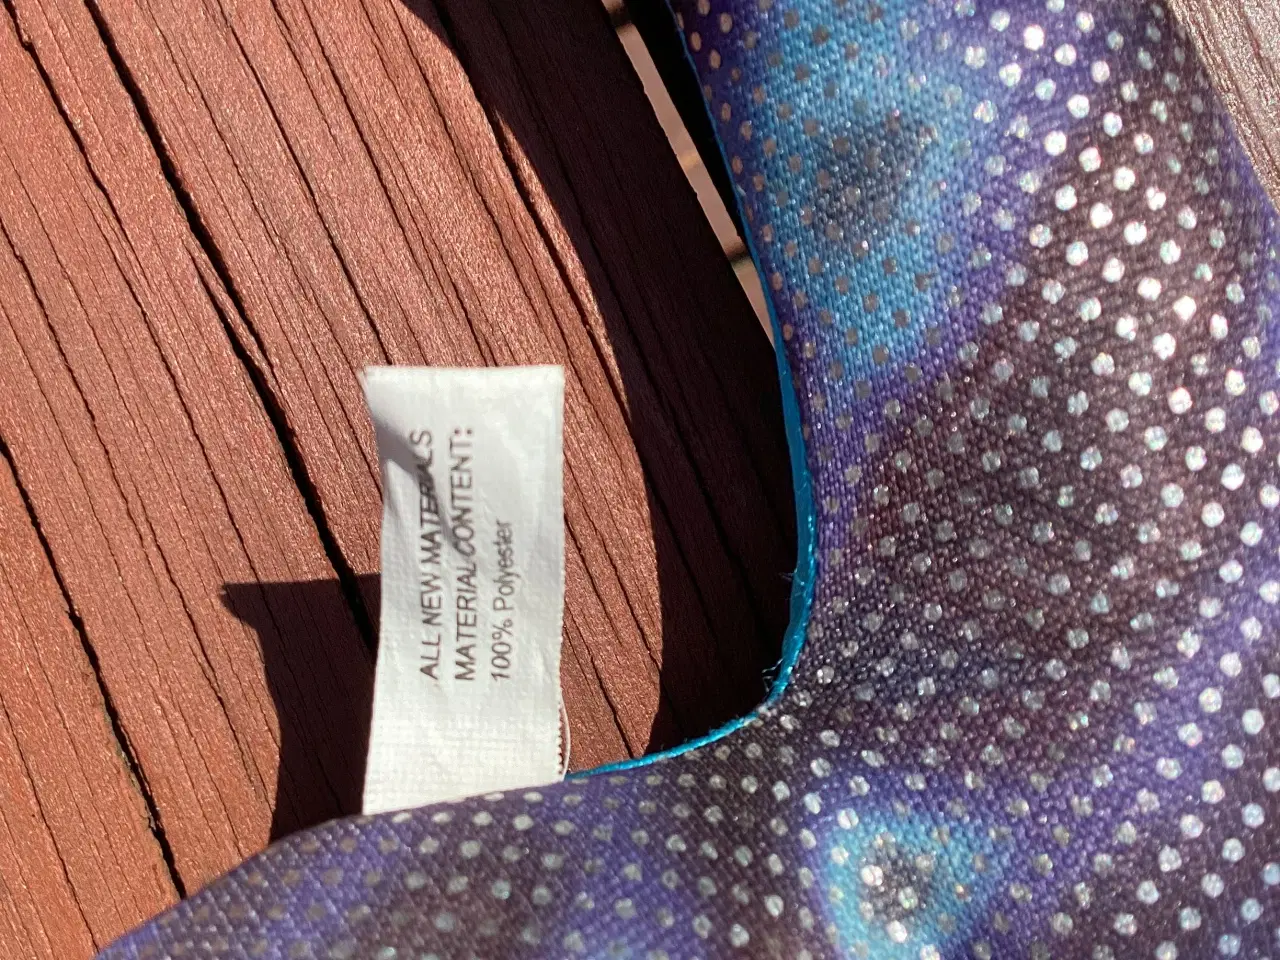 ALL NEW MATERIALS
MATERIAL CONTENT:
100% Polyester